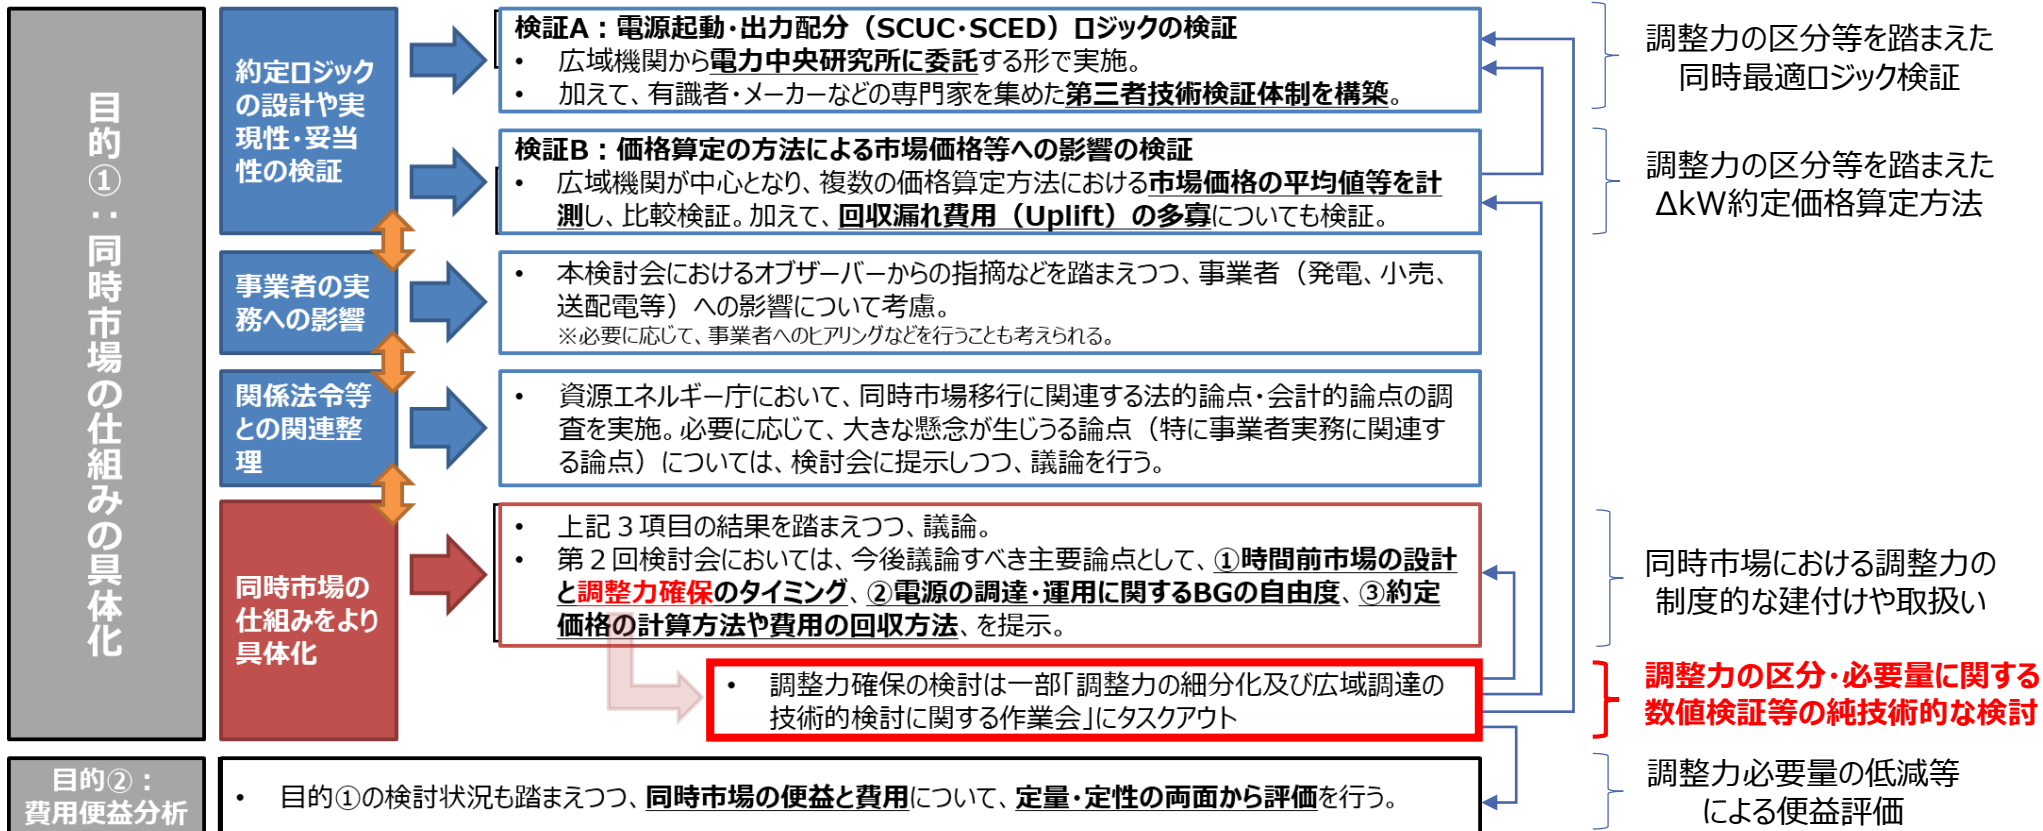 目的①：同時市場の仕組みの具体化
約定ロジック
の設計や実
現性・妥当
性の検証
検証A：電源起動・出力配分（SCUC・SCED）ロジックの検証
• 広域機関から電力中央研究所に委託する形で実施。
• 加えて、有識者・メーカーなどの専門家を集めた第三者技術検証体制を構築。
調整力の区分等を踏まえた
同時最適ロジック検証
検証B：価格算定の方法による市場価格等への影響の検証
• 広域機関が中心となり、複数の価格算定方法における市場価格の平均値等を計
測し、比較検証。加えて、回収漏れ費用（Uplift）の多寡についても検証。
調整力の区分等を踏まえた
ΔkW約定価格算定方法
事業者の実
務への影響
• 本検討会におけるオブザーバーからの指摘などを踏まえつつ、事業者（発電、小売、
送配電等）への影響について考慮。
※必要に応じて、事業者へのヒアリングなどを行うことも考えられる。
関係法令等
との関連整
理
• 資源エネルギー庁において、同時市場移行に関連する法的論点・会計的論点の調
査を実施。必要に応じて、大きな懸念が生じうる論点（特に事業者実務に関連す
る論点）については、検討会に提示しつつ、議論を行う。
同時市場の
仕組みをより
具体化
• 上記３項目の結果を踏まえつつ、議論。
• 第２回検討会においては、今後議論すべき主要論点として、①時間前市場の設計
と調整力確保のタイミング、②電源の調達・運用に関するBGの自由度、③約定
価格の計算方法や費用の回収方法、を提示。
同時市場における調整力の
制度的な建付けや取扱い
• 調整力確保の検討は一部「調整力の細分化及び広域調達の
技術的検討に関する作業会」にタスクアウト
調整力の区分・必要量に関する
数値検証等の純技術的な検討
目的②：
費用便益分析
• 目的①の検討状況も踏まえつつ、同時市場の便益と費用について、定量・定性の両面から評価を行う。
調整力必要量の低減等
による便益評価